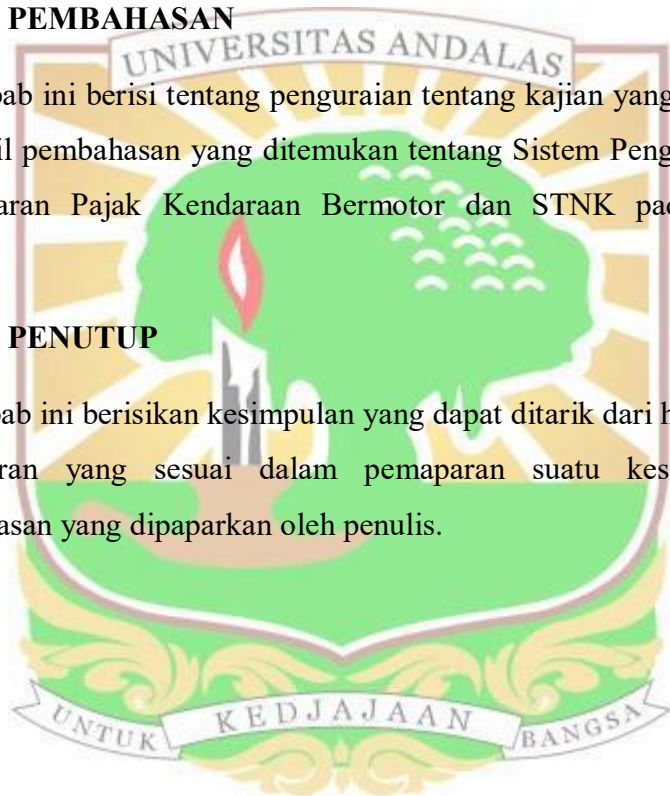 PEMBAHASAN
UNIVERSITAS ANDALAS
bab ini berisi tentang penguraian tentang kajian yang
il pembahasan yang ditemukan tentang Sistem Peng
aran Pajak Kendaraan Bermotor dan STNK pad
PENUTUP
bab ini berisikan kesimpulan yang dapat ditarik dari h
ran yang sesuai dalam pemaparan suatu kes
asan yang dipaparkan oleh penulis.
UNTUK KEDJAJAAN BANGSA